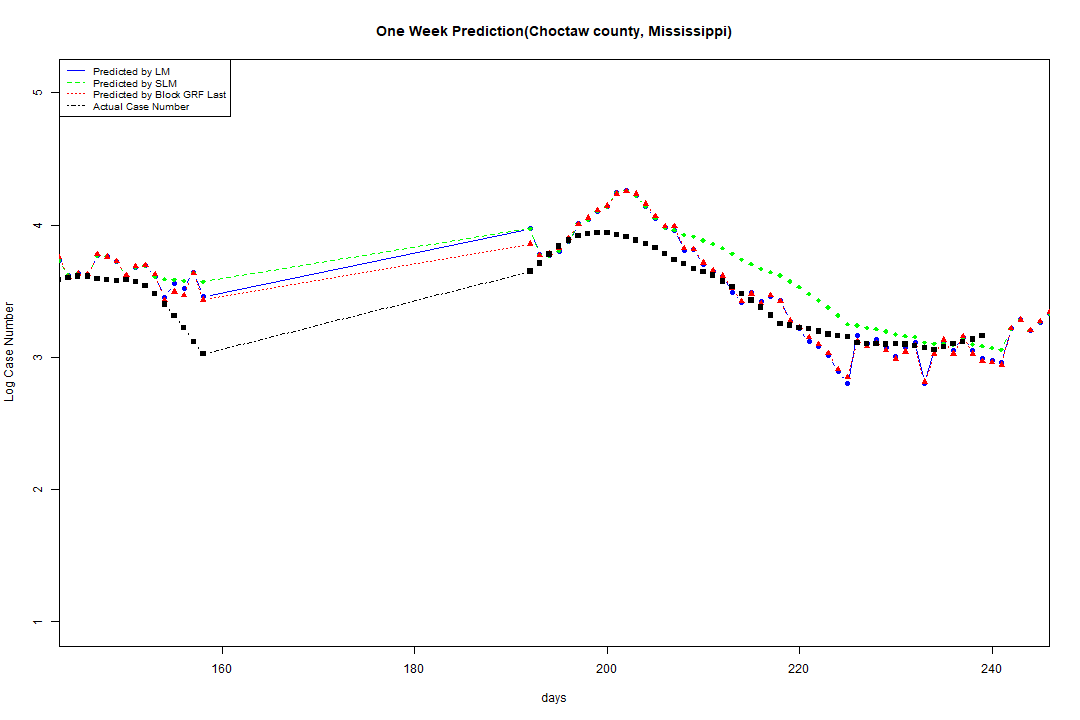 One Week Prediction(Choctaw county, Mississippi)
Predicted by LM
Predicted by SLM
Predicted by Block GRF Last
Actual Case Number
5
4
3
2
1
Log Case Number
160 180 200 220 240
days